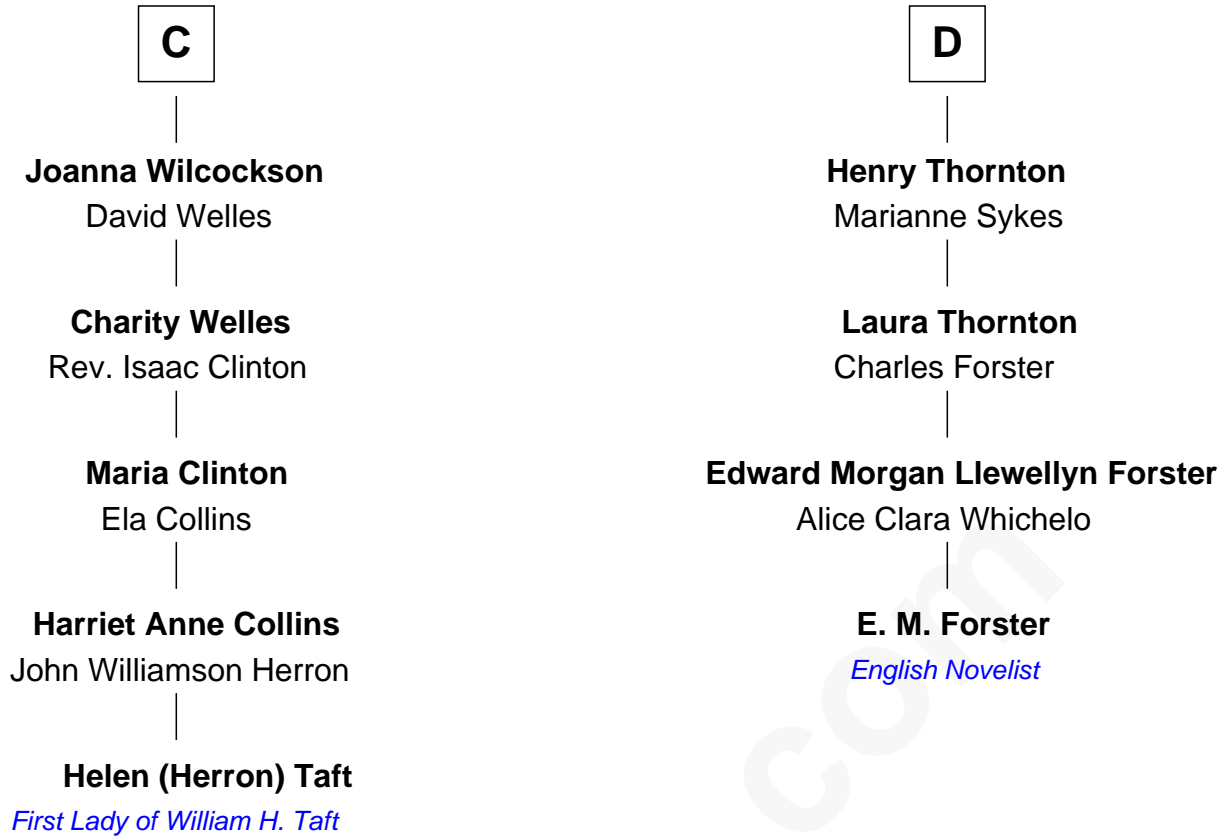 C
Joanna Wilcockson
David Welles
Charity Welles
Rev. Isaac Clinton
Maria Clinton
Ela Collins
Harriet Anne Collins
John Williamson Herron
Helen (Herron) Taft
First Lady of William H. Taft
D
Henry Thornton
Marianne Sykes
Laura Thornton
Charles Forster
Edward Morgan Llewellyn Forster
Alice Clara Whichelo
E. M. Forster
English Novelist
com